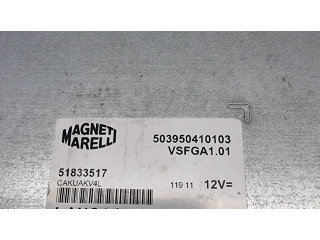 MAGNETI
MARELLI
503950410103
VSFGA1.01
51833517
CAKUAKV4L
119 11 12V=